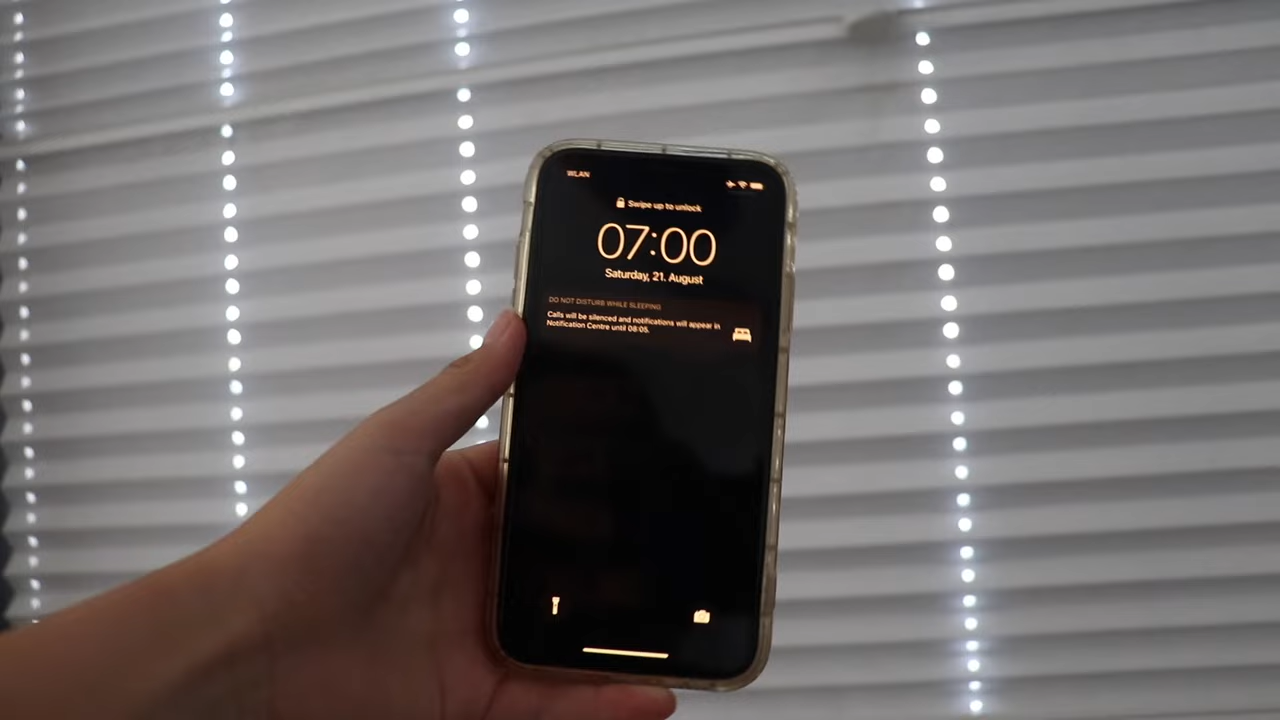 WLAN
Swipe up to unlock
07:00
Saturday, 21. August
DO NOT DISTURB WHILE SLEEPING
Calls will be silenced and notifications will appear in
Notification Centre until 08:05.